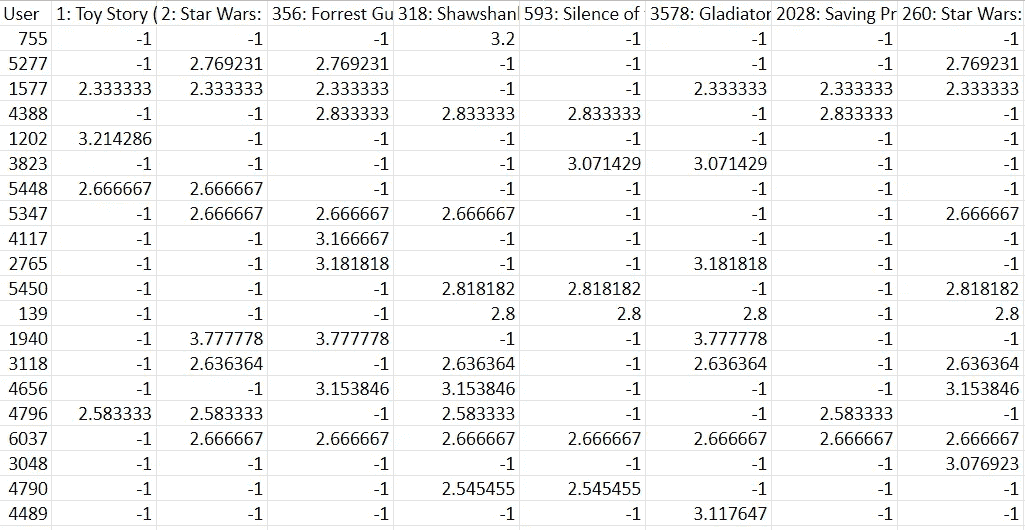 User 1: Toy Story ( 2: Star Wars: 356: Forrest Gu 318: Shawshanl 593: Silence of 3578: Gladiator 2028: Saving Pr 260: Star Wars:
755 -1 -1 -1 3.2 -1 -1 -1 -1
5277 -1 2.769231 2.769231 -1 -1 -1 -1 2.769231
1577 2.333333 2.333333 2.333333 -1 -1 2.333333 2.333333 2.333333
4388 -1 -1 2.833333 2.833333 2.833333 -1 2.833333 -1
1202 3.214286 -1 -1 -1 -1 -1 -1 -1
3823 -1 -1 -1 -1 3.071429 3.071429 -1 -1
5448 2.666667 2.666667 -1 -1 -1 -1 -1 -1
5347 -1 2.666667 2.666667 2.666667 -1 -1 -1 2.666667
4117 -1 -1 3.166667 -1 -1 -1 -1 -1
2765 -1 -1 3.181818 -1 -1 3.181818 -1 -1
5450 -1 -1 -1 2.818182 2.818182 -1 -1 2.818182
139 -1 -1 -1 2.8 2.8 2.8 -1 2.8
1940 -1 3.777778 3.777778 -1 -1 3.777778 -1 -1
3118 -1 2.636364 -1 2.636364 -1 2.636364 -1 2.636364
4656 -1 -1 3.153846 3.153846 -1 -1 -1 3.153846
4796 2.583333 2.583333 -1 2.583333 -1 -1 2.583333 -1
6037 -1 2.666667 2.666667 2.666667 2.666667 2.666667 2.666667 2.666667
3048 -1 -1 -1 -1 -1 -1 -1 3.076923
4790 -1 -1 -1 2.545455 2.545455 -1 -1 -1
4489 -1 -1 -1 -1 -1 3.117647 -1 -1